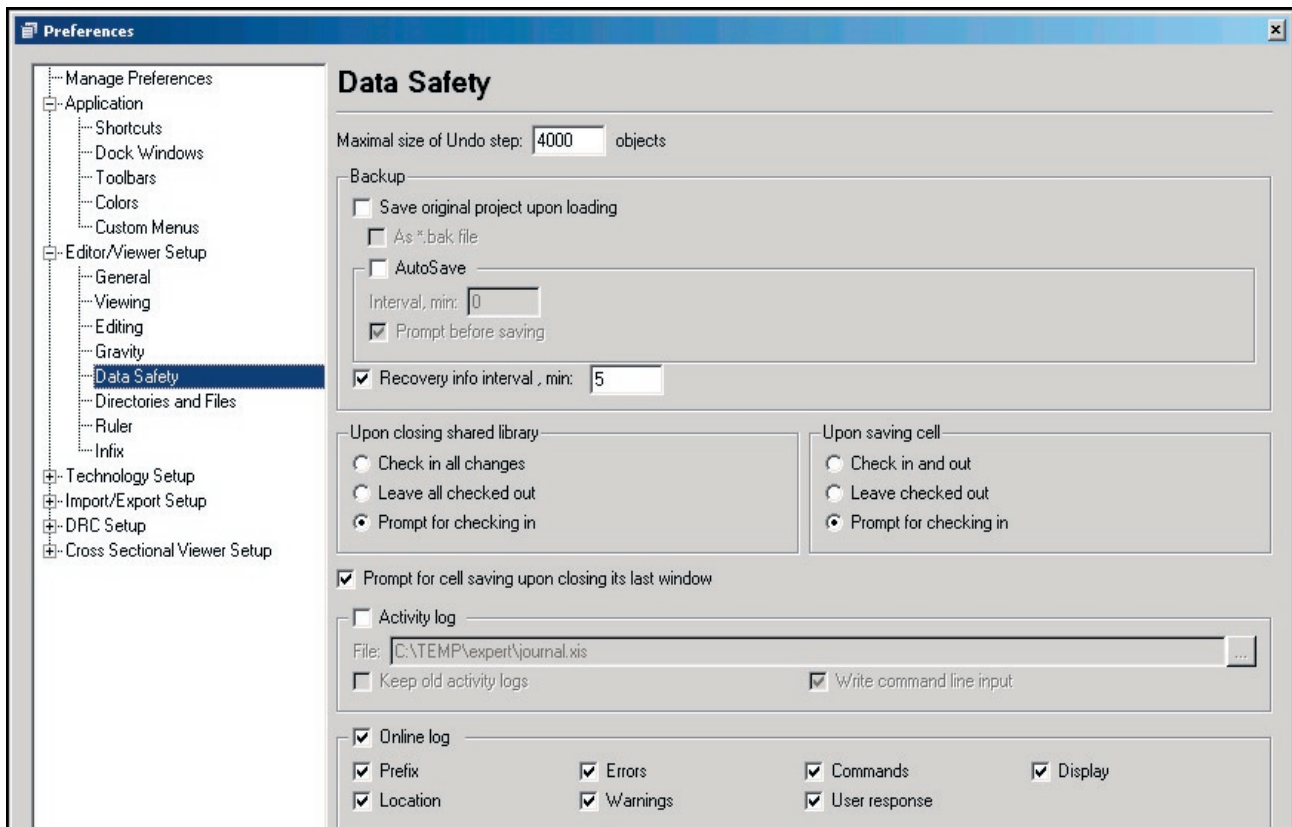 Preferences
Manage Preferences
Application
Shortcuts
Dock Windows
Toolbars
Colors
Custom Menus
Editor/Viewer Setup
General
Viewing
Editing
Gravity
Data Safety
Directories and Files
Ruler
Infix
Technology Setup
Import/Export Setup
DRC Setup
Cross Sectional Viewer Setup
Data Safety
Maximal size of Undo step: 4000 objects
Backup
Save original project upon loading
As *.bak file
AutoSave
Interval, min: 0
Prompt before saving
Recovery info interval , min: 5
Upon closing shared library
Check in all changes
Leave all checked out
Prompt for checking in
Upon saving cell
Check in and out
Leave checked out
Prompt for checking in
Prompt for cell saving upon closing its last window
Activity log
File: C:\TEMP\expert\journal.xis ...
Keep old activity logs Write command line input
Online log
Prefix Errors Commands Display
Location Warnings User response